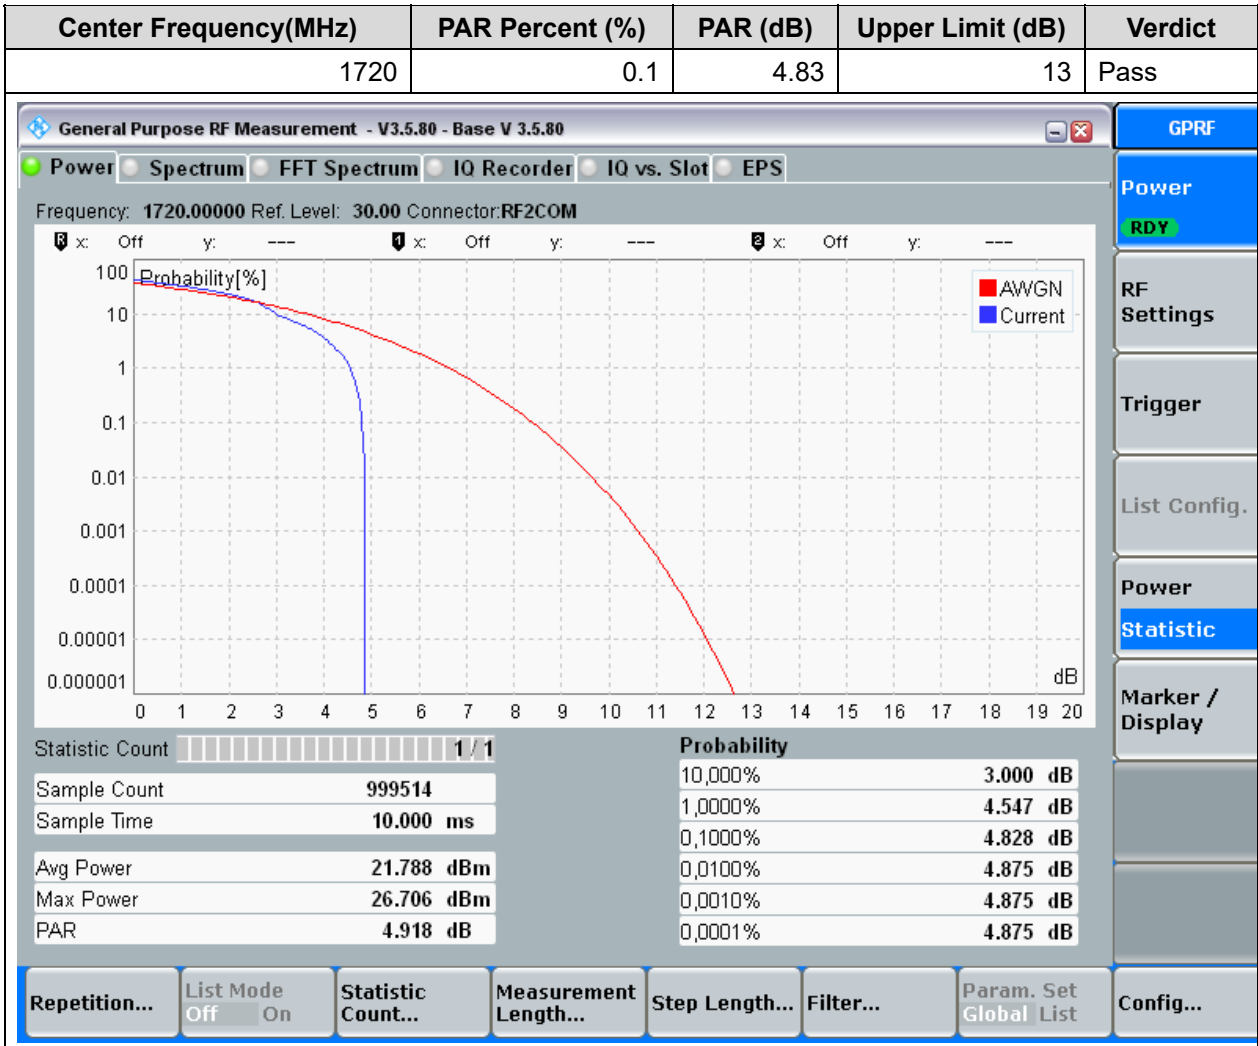 Center Frequency(MHz) PAR Percent (%) PAR (dB) Upper Limit (dB) Verdict
1720 0.1 4.83 13 Pass
General Purpose RF Measurement - V3.5.80 - Base V 3.5.80
GPRF
Power Spectrum FFT Spectrum IQ Recorder IQ vs. Slot EPS
Frequency: 1720.00000 Ref. Level: 30.00 Connector:RF2COM
R x: Off y: --- 1 x: Off y: --- 2 x: Off y: ---
Probability[%]
100
10
1
0.1
0.01
0.001
0.0001
0.00001
0.000001
AWGN
Current
dB
0 1 2 3 4 5 6 7 8 9 10 11 12 13 14 15 16 17 18 19 20
Statistic Count 1 / 1
Sample Count 999514
Sample Time 10.000 ms
Avg Power 21.788 dBm
Max Power 26.706 dBm
PAR 4.918 dB
Probability
10,000% 3.000 dB
1,0000% 4.547 dB
0,1000% 4.828 dB
0,0100% 4.875 dB
0,0010% 4.875 dB
0,0001% 4.875 dB
Power
RDY
RF
Settings
Trigger
List Config.
Power
Statistic
Marker /
Display
Repetition...
List Mode
Off On
Statistic
Count...
Measurement
Length...
Step Length...
Filter...
Param. Set
Global List
Config...